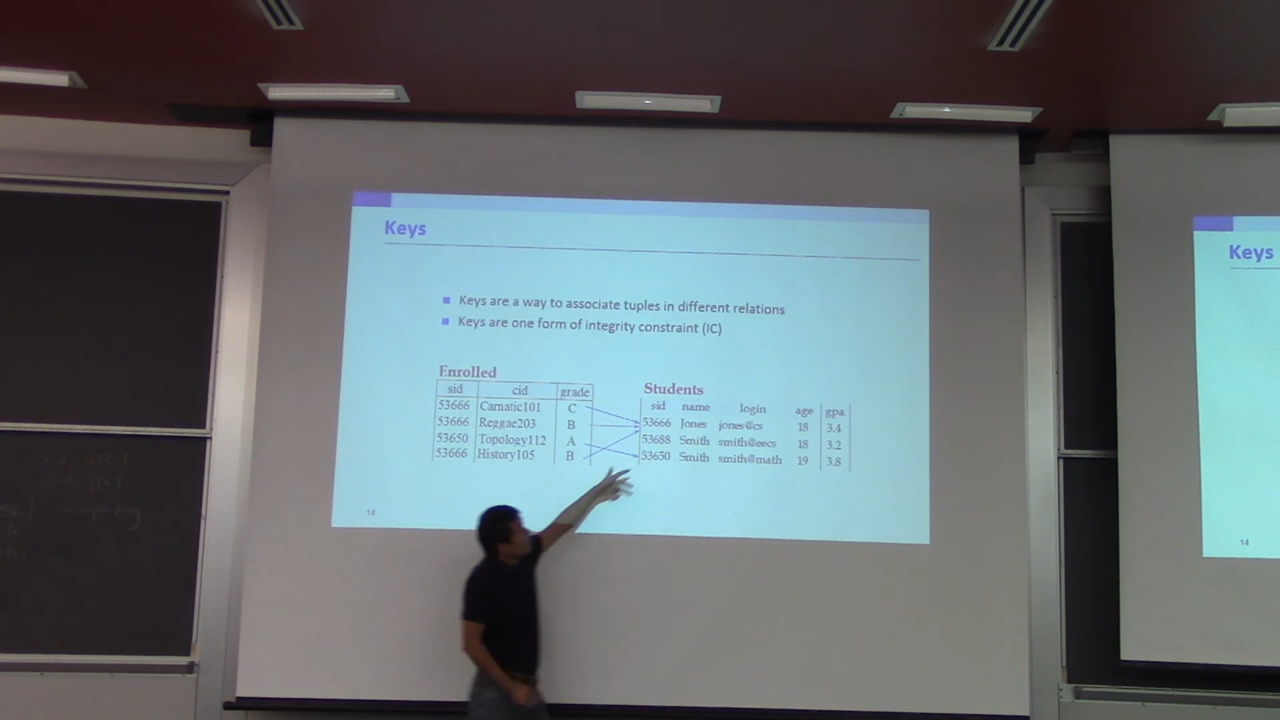 Keys
Keys are a way to associate tuples in different relations
Keys are one form of integrity constraint (IC)
Enrolled
sid cid grade
53666 Carnatic101 C
53666 Reggae203 B
53650 Topology112 A
53666 History105 B
Students
sid name login age gpa
53666 Jones jones@cs 18 3.4
53688 Smith smith@eecs 18 3.2
53650 Smith smith@math 19 3.8
14
Keys
14